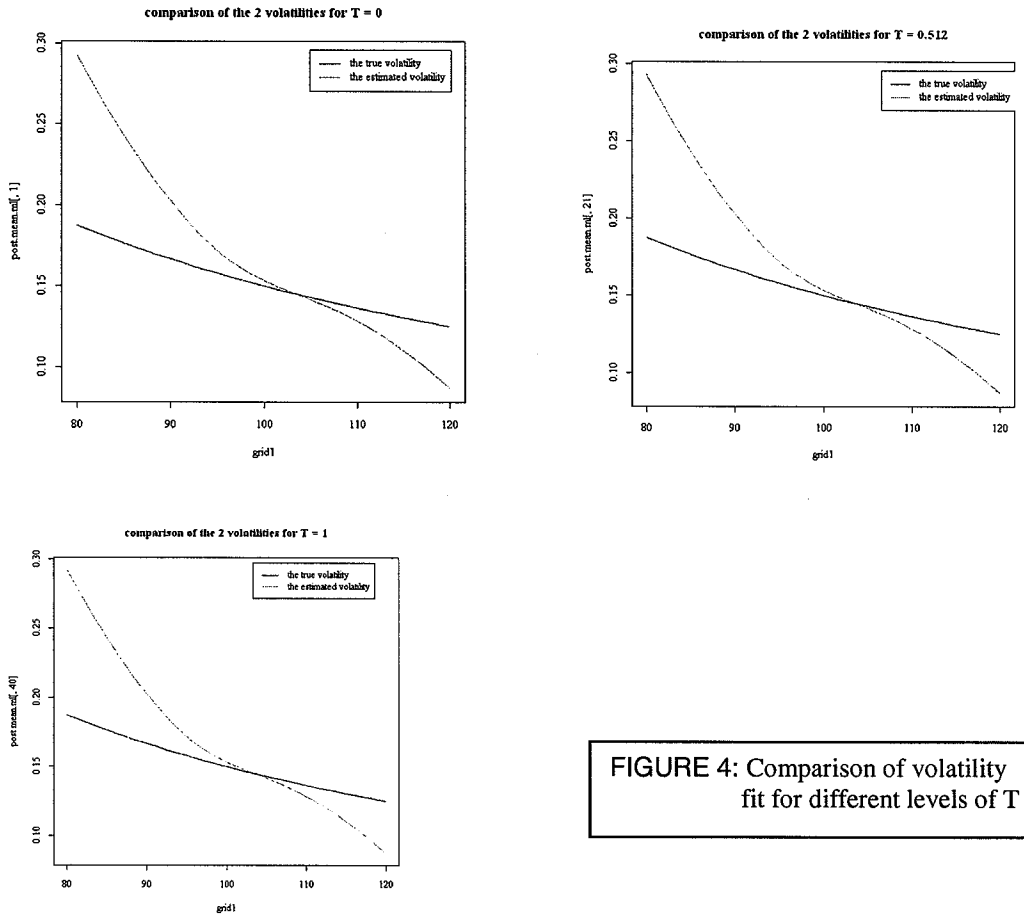 comparison of the 2 volatilities for T = 0
the true volatility
the estimated volatility
post.mean.ml[, 1]
0.30
0.25
0.20
0.15
0.10
80 90 100 110 120
grid1
comparison of the 2 volatilities for T = 0.512
the true volatility
the estimated volatility
post.mean.ml[, 21]
0.30
0.25
0.20
0.15
0.10
80 90 100 110 120
grid1
comparison of the 2 volatilities for T = 1
the true volatility
the estimated volatility
post.mean.ml[, 40]
0.30
0.25
0.20
0.15
0.10
80 90 100 110 120
grid1
FIGURE 4: Comparison of volatility
fit for different levels of T